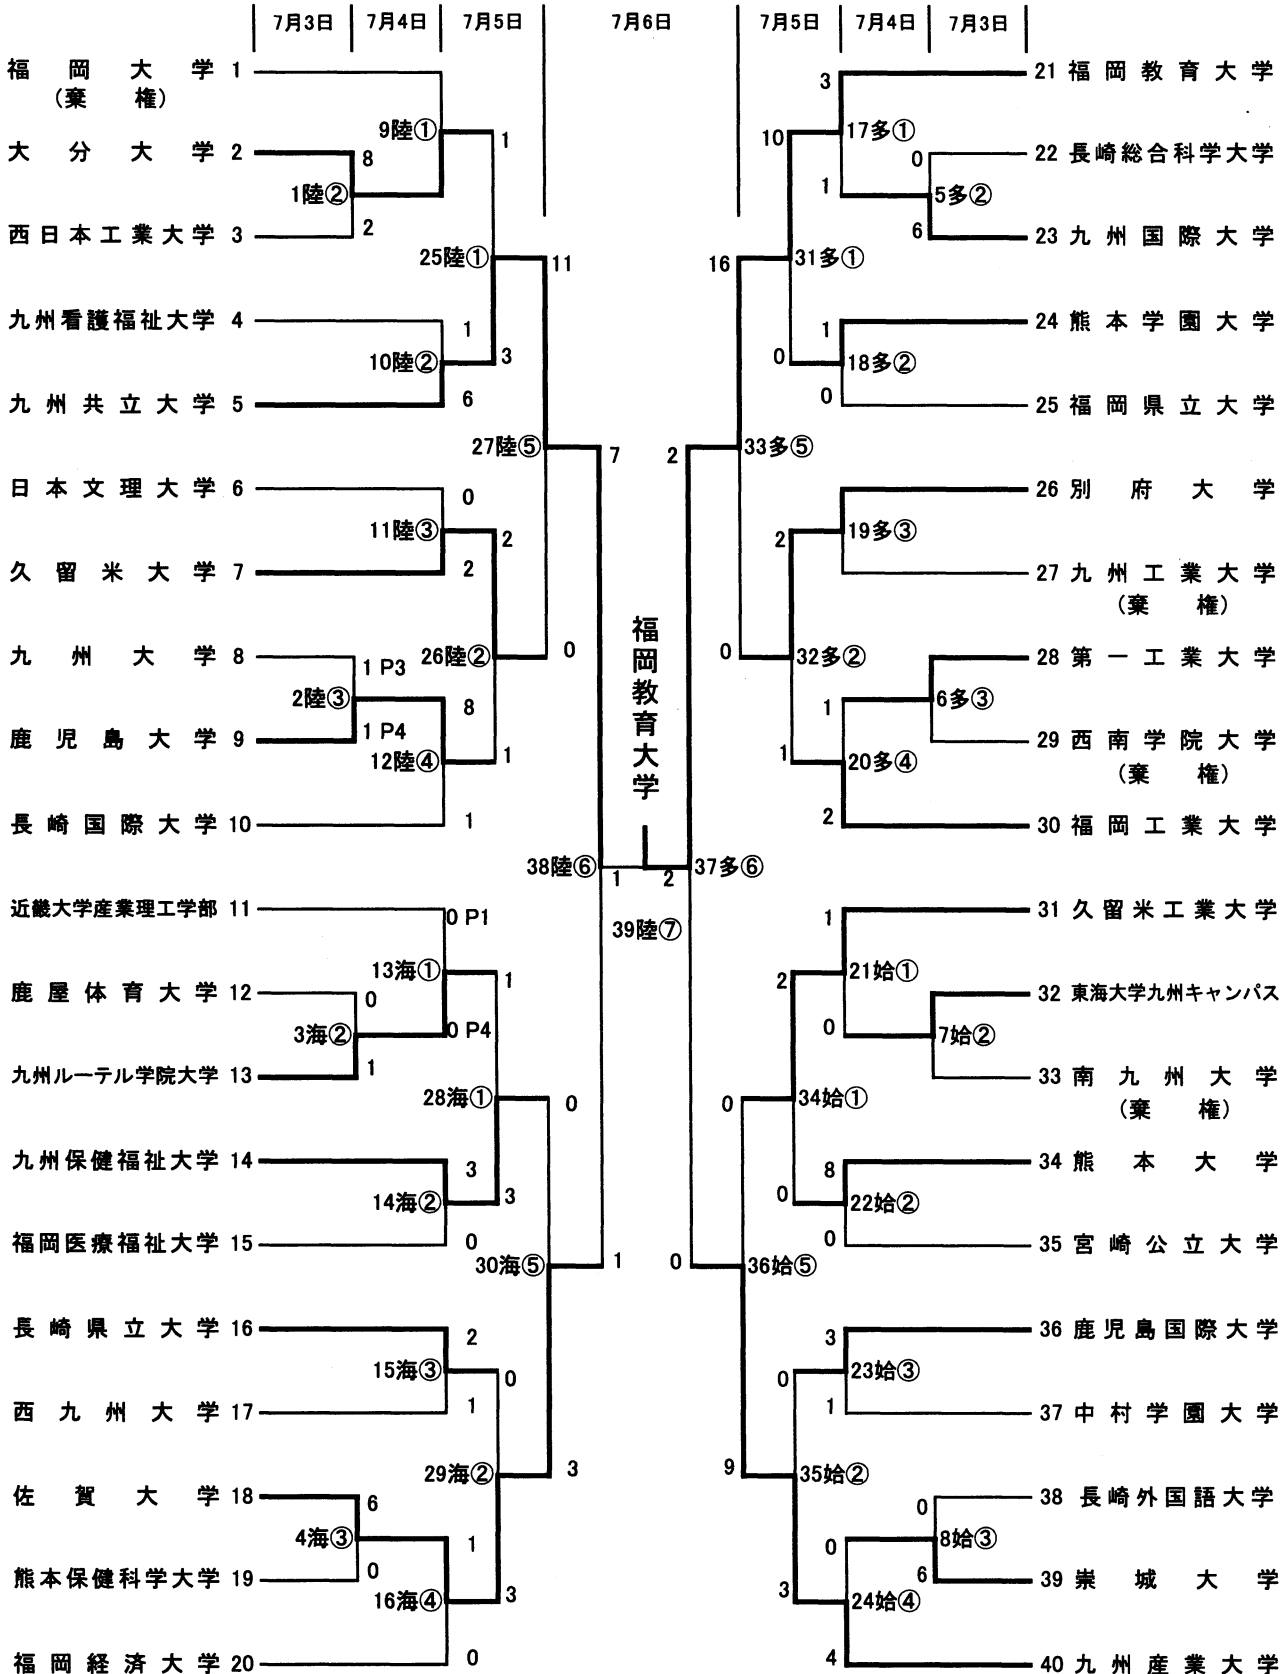 7月3日 7月4日 7月5日 7月6日 7月5日 7月4日 7月3日
福岡大学 1
(棄権)
大分大学 2
西日本工業大学 3
九州看護福祉大学 4
九州共立大学 5
日本文理大学 6
久留米大学 7
九州大学 8
鹿児島大学 9
長崎国際大学 10
近畿大学産業理工学部 11
鹿屋体育大学 12
九州ルーテル学院大学 13
九州保健福祉大学 14
福岡医療福祉大学 15
長崎県立大学 16
西九州大学 17
佐賀大学 18
熊本保健科学大学 19
福岡経済大学 20
8
1陸②
2
1 P3
2陸③
1 P4
0
3海②
1
6
4海③
0
9陸①
1
10陸②
6
0
11陸③
2
8
12陸④
1
0 P1
13海①
0 P4
3
14海②
0
2
15海③
1
1
16海④
0
1
25陸①
3
2
26陸②
1
1
28海①
3
0
29海②
3
11
27陸⑤
0
0
30海⑤
3
7
38陸⑥
1
福岡教育大学
1 2
39陸⑦
2
37多⑥
0
16
33多⑤
0
0
36姶⑤
9
10
31多①
0
2
32多②
1
2
34姶①
0
0
35姶②
3
3
17多①
1
1
18多②
0
19多③
1
20多④
2
1
21姶①
0
8
22姶②
0
3
23姶③
1
0
24姶④
4
0
5多②
6
6多③
7姶②
0
8姶③
6
21 福岡教育大学
22 長崎総合科学大学
23 九州国際大学
24 熊本学園大学
25 福岡県立大学
26 別府大学
27 九州工業大学
(棄権)
28 第一工業大学
29 西南学院大学
(棄権)
30 福岡工業大学
31 久留米工業大学
32 東海大学九州キャンパス
33 南九州大学
(棄権)
34 熊本大学
35 宮崎公立大学
36 鹿児島国際大学
37 中村学園大学
38 長崎外国語大学
39 崇城大学
40 九州産業大学